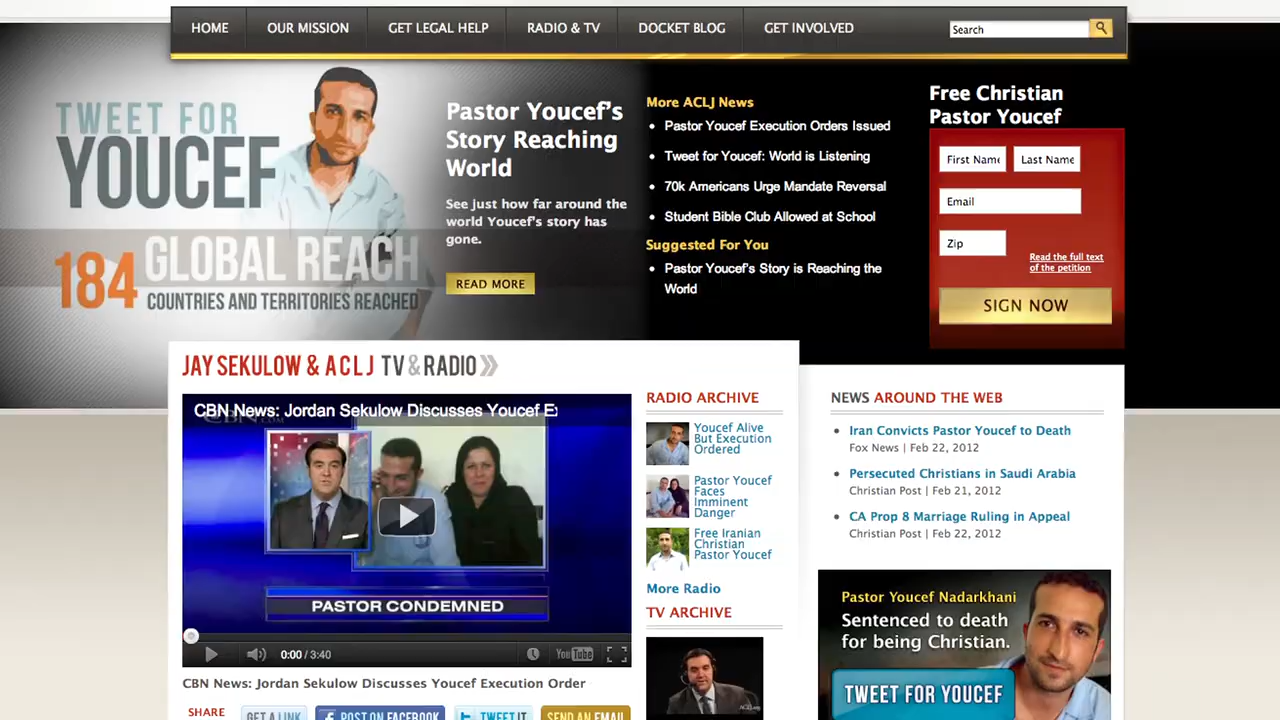 HOME
OUR MISSION
GET LEGAL HELP
RADIO & TV
DOCKET BLOG
GET INVOLVED
Search
TWEET FOR
YOUCEF
184 GLOBAL REACH
COUNTRIES AND TERRITORIES REACHED
Pastor Youcef's
Story Reaching
World
See just how far around the
world Youcef's story has
gone.
READ MORE
More ACLJ News
Pastor Youcef Execution Orders Issued
Tweet for Youcef: World is Listening
70k Americans Urge Mandate Reversal
Student Bible Club Allowed at School
Suggested For You
Pastor Youcef's Story is Reaching the
World
Free Christian
Pastor Youcef
First Name
Last Name
Email
Zip
Read the full text
of the petition
SIGN NOW
JAY SEKULOW & ACLJ TV & RADIO
CBN News: Jordan Sekulow Discusses Youcef E
PASTOR CONDEMNED
0:00 / 3:40
YouTube
CBN News: Jordan Sekulow Discusses Youcef Execution Order
SHARE
GET A LINK
POST ON FACEBOOK
TWEET IT
SEND AN EMAIL
RADIO ARCHIVE
Youcef Alive
But Execution
Ordered
Pastor Youcef
Faces
Imminent
Danger
Free Iranian
Christian
Pastor Youcef
More Radio
TV ARCHIVE
NEWS AROUND THE WEB
Iran Convicts Pastor Youcef to Death
Fox News | Feb 22, 2012
Persecuted Christians in Saudi Arabia
Christian Post | Feb 21, 2012
CA Prop 8 Marriage Ruling in Appeal
Christian Post | Feb 22, 2012
Pastor Youcef Nadarkhani
Sentenced to death
for being Christian.
TWEET FOR YOUCEF